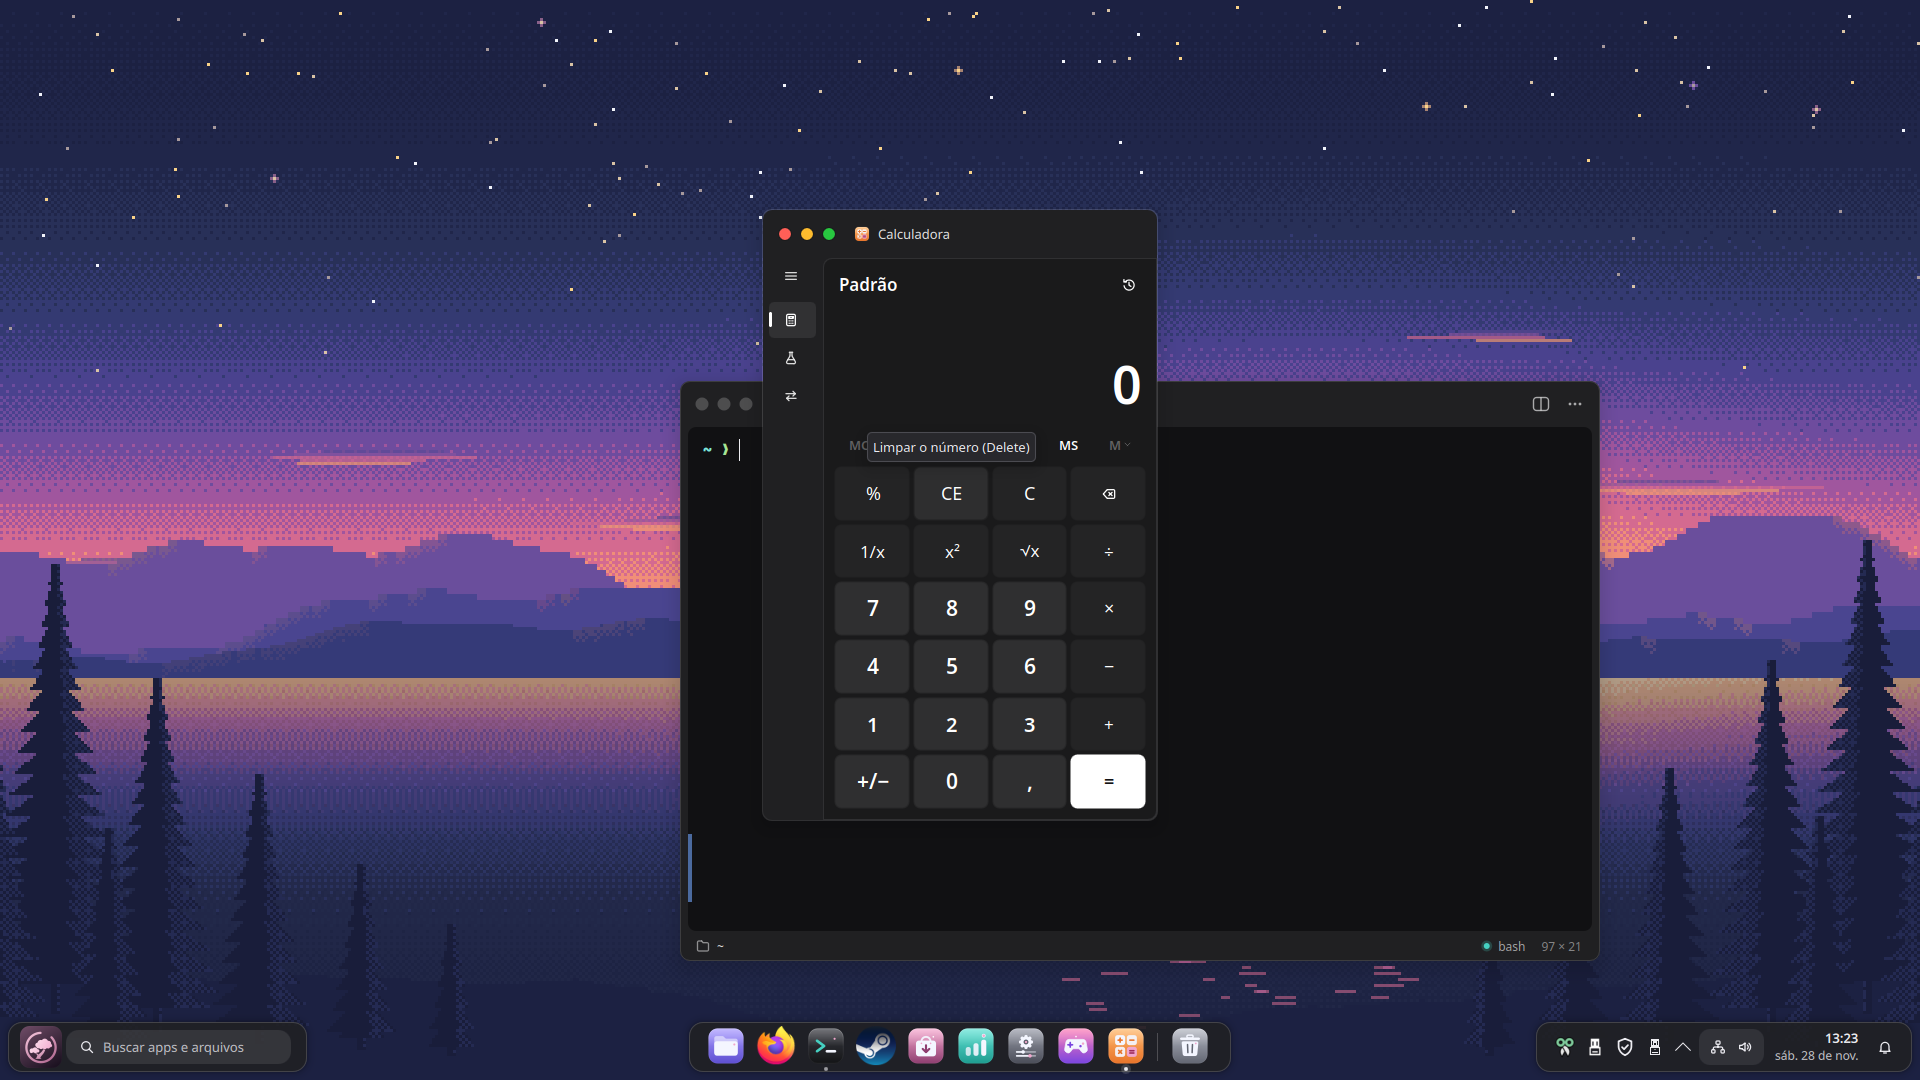 Calculadora
Padrão
0
MC
Limpar o número (Delete)
MS
M
% CE C
1/x x² √x ÷
7 8 9 ×
4 5 6 −
1 2 3 +
+/− 0 , =
~ ❱
~
bash 97 × 21
Buscar apps e arquivos
13:23
sáb. 28 de nov.